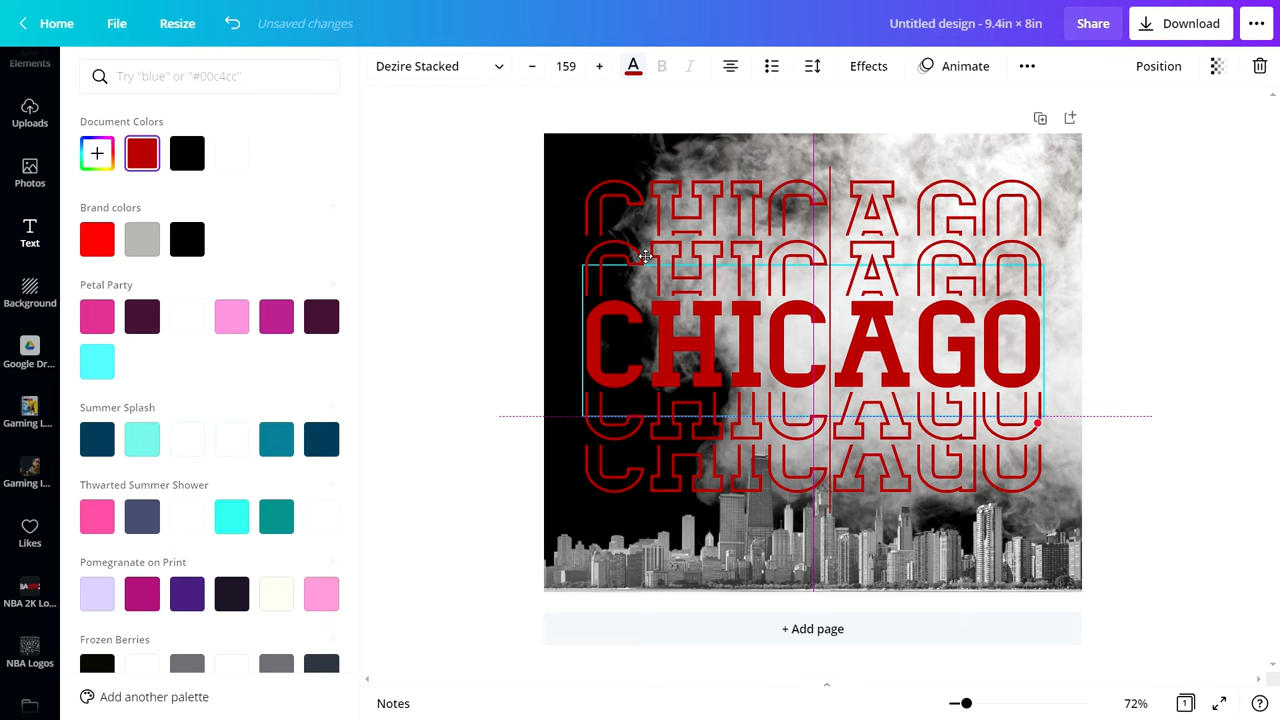 Home
File
Resize
Unsaved changes
Untitled design - 9.4in × 8in
Share
Download
Elements
Uploads
Photos
Text
Background
Google Dr...
Gaming L...
Gaming I...
Likes
NBA 2K Lo...
NBA Logos
Try "blue" or "#00c4cc"
Document Colors
Brand colors
Petal Party
Summer Splash
Thwarted Summer Shower
Pomegranate on Print
Frozen Berries
Add another palette
Dezire Stacked
159
A
B
I
Effects
Animate
Position
CHICAGO
CHICAGO
CHICAGO
CHICAGO
CHICAGO
+ Add page
Notes
72%
1